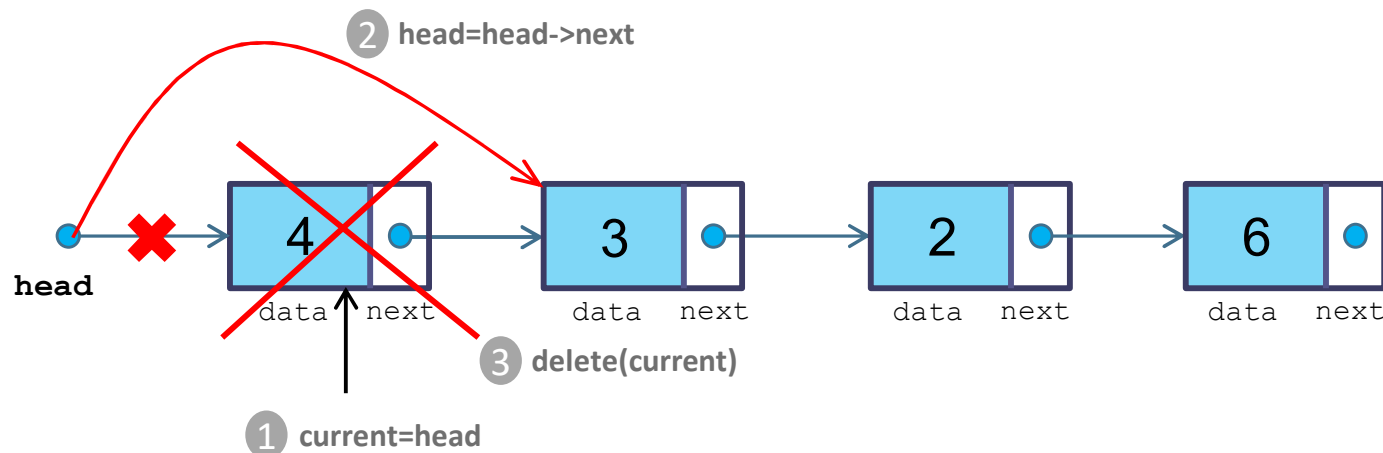 2 head=head->next
4 3 2 6
head
data next data next data next data next
3 delete(current)
1 current=head